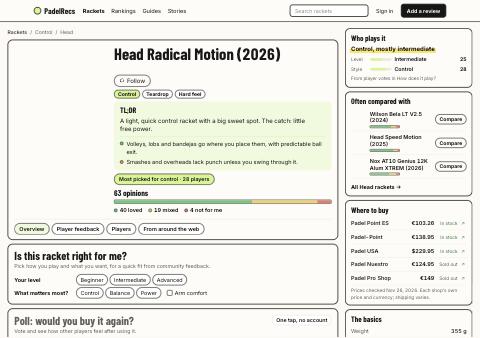 PadelRecs Rackets Rankings Guides Stories Search rackets Sign in Add a review
Rackets / Control / Head
Head Radical Motion (2026)
Follow
Control Teardrop Hard feel
TL;DR
A light, quick control racket with a big sweet spot. The catch: little
free power.
Volleys, lobs and bandejas go where you place them, with predictable ball
exit.
Smashes and overheads lack punch unless you swing through it.
Most picked for control · 28 players
63 opinions
40 loved 19 mixed 4 not for me
Overview Player feedback Players From around the web
Is this racket right for me?
Pick how you play and what you want, for a quick fit from community feedback.
Your level Beginner Intermediate Advanced
What matters most? Control Balance Power Arm comfort
Poll: would you buy it again? One tap, no account
Vote and see how other players feel after using it.
Who plays it
Control, mostly intermediate
Level Intermediate 25
Style Control 28
From player votes in How does it play?
Often compared with
Wilson Bela LT V2.5
(2024)
Compare
Head Speed Motion
(2025)
Compare
Nox AT10 Genius 12K
Alum XTREM (2026)
Compare
All Head rackets →
Where to buy
Padel Point ES €103.26 In stock ↗
Padel-Point €138.95 In stock ↗
Padel USA $229.95 In stock ↗
Padel Nuestro €124.95 Sold out ↗
Padel Pro Shop €149 Sold out ↗
Prices checked Nov 26, 2026. Each shop's own
price and currency; shipping varies.
The basics
Weight 355 g